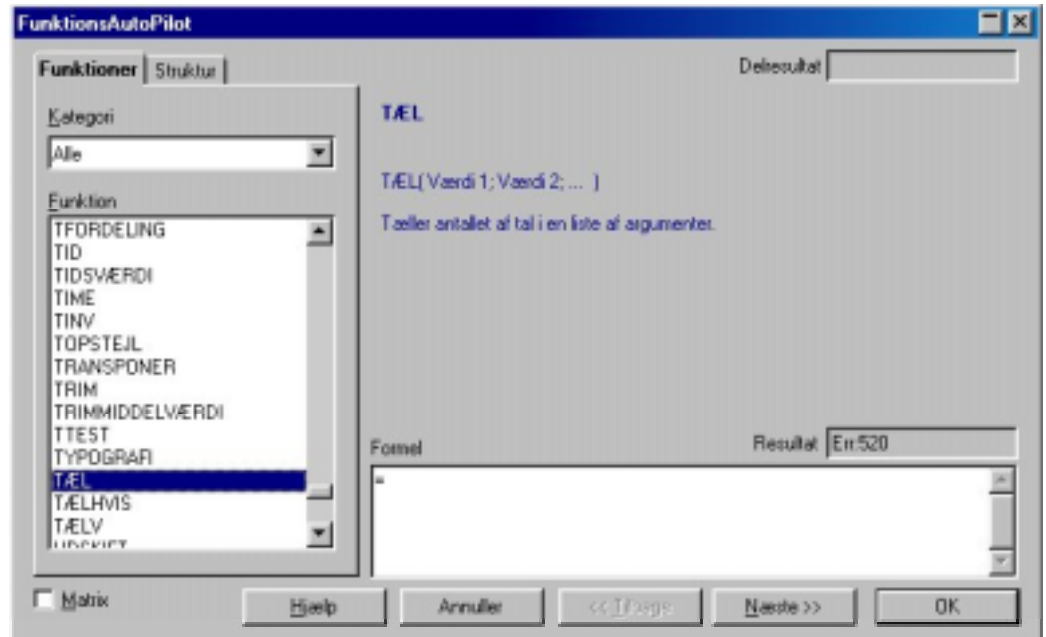 FunktionsAutoPilot
Funktioner Struktur
Delresultat
Kategori
Alle
Funktion
TFORDELING
TID
TIDSVÆRDI
TIME
TINV
TOPSTEJL
TRANSPONER
TRIM
TRIMMIDDELVÆRDI
TTEST
TYPOGRAFI
TÆL
TÆLHVIS
TÆLV
UDSKIFT
TÆL
TÆL( Værdi 1; Værdi 2; ... )
Tæller antallet af tal i en liste af argumenter.
Formel
Resultat Err:520
=
Matrix
Hjælp Annuller << Tilbage Næste >> OK